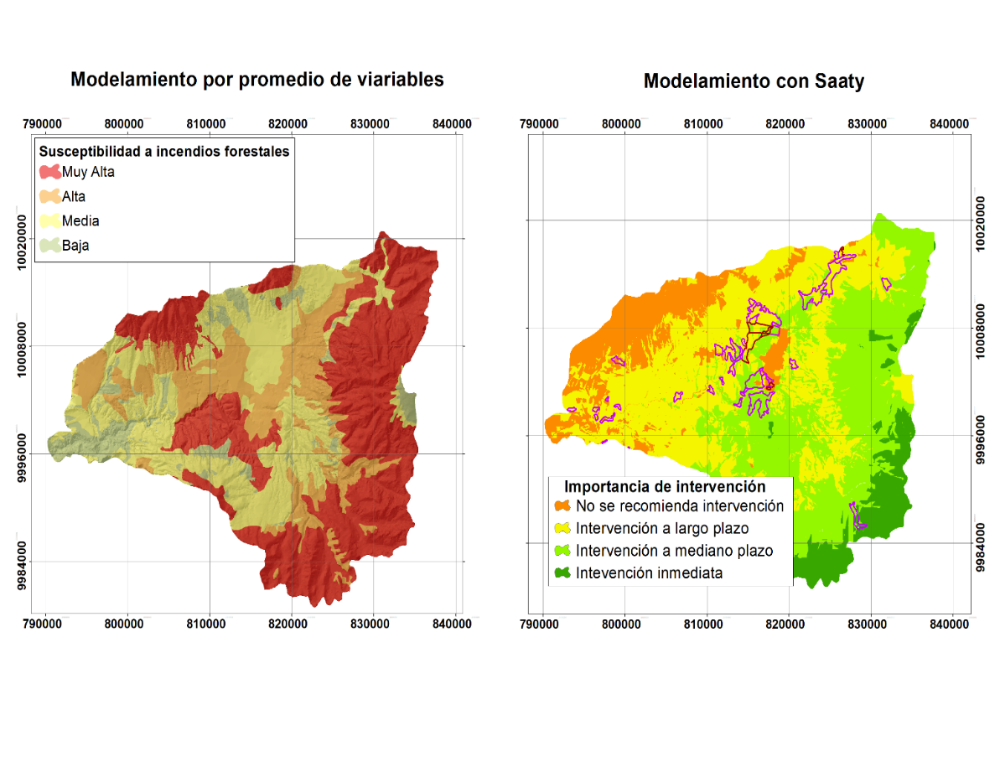 Modelamiento por promedio de viariables
790000 800000 810000 820000 830000 840000
Susceptibilidad a incendios forestales
Muy Alta
Alta
Media
Baja
10020000
10008000
9996000
9984000
790000 800000 810000 820000 830000 840000
Modelamiento con Saaty
790000 800000 810000 820000 830000 840000
10020000
10008000
9996000
9984000
Importancia de intervención
No se recomienda intervención
Intervención a largo plazo
Intervención a mediano plazo
Intevención inmediata
790000 800000 810000 820000 830000 840000